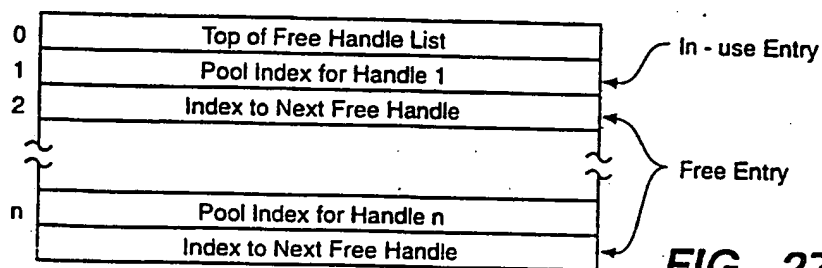 0 Top of Free Handle List
In - use Entry
1 Pool Index for Handle 1
2 Index to Next Free Handle
Free Entry
n Pool Index for Handle n
Index to Next Free Handle
FIG.